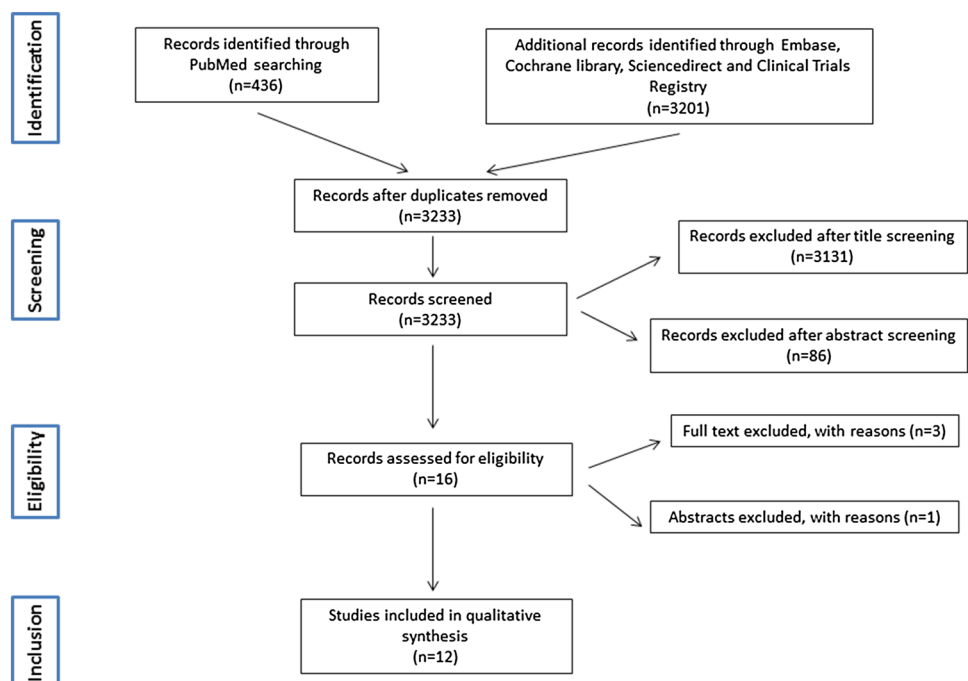 Identification
Records identified through
PubMed searching
(n=436)
Additional records identified through Embase,
Cochrane library, Sciencedirect and Clinical Trials
Registry
(n=3201)
Records after duplicates removed
(n=3233)
Screening
Records screened
(n=3233)
Records excluded after title screening
(n=3131)
Records excluded after abstract screening
(n=86)
Eligibility
Records assessed for eligibility
(n=16)
Full text excluded, with reasons (n=3)
Abstracts excluded, with reasons (n=1)
Inclusion
Studies included in qualitative
synthesis
(n=12)